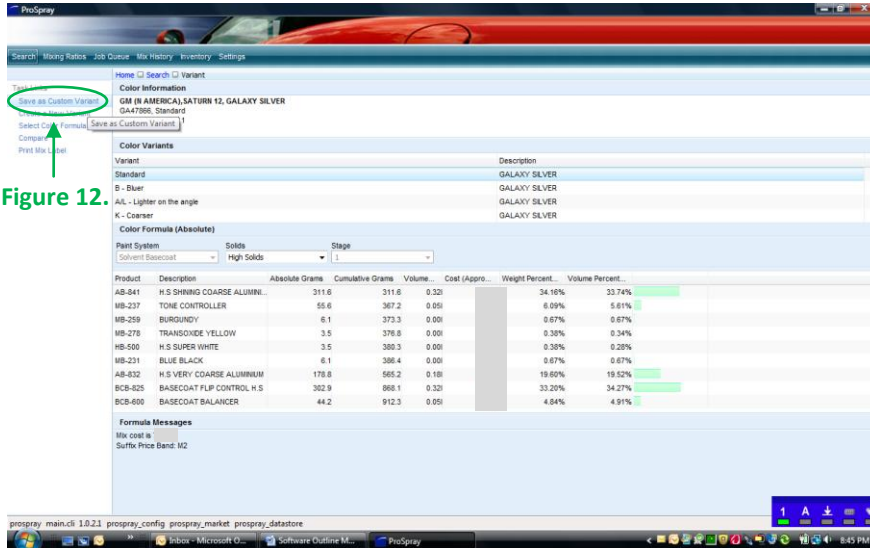 ProSpray
Search Mixing Ratios Job Queue Mix History Inventory Settings
Home Search Variant
Save as Custom Variant
Select Color Formula
Compare
Print Mix Label
Save as Custom Variant
Figure 12.
Color Information
GM (N AMERICA),SATURN 12, GALAXY SILVER
GA47866, Standard
1
Color Variants
Variant Description
Standard GALAXY SILVER
B - Bluer GALAXY SILVER
A/L - Lighter on the angle GALAXY SILVER
K - Coarser GALAXY SILVER
Color Formula (Absolute)
Paint System Solids Stage
Solvent Basecoat High Solids 1
Product Description Absolute Grams Cumulative Grams Volume... Cost (Appro... Weight Percent... Volume Percent...
AB-841 H.S SHINING COARSE ALUMINI... 311.6 311.6 0.32( 34.16% 33.74%
MB-237 TONE CONTROLLER 55.6 367.2 0.05( 6.09% 5.61%
MB-259 BURGUNDY 6.1 373.3 0.00( 0.67% 0.67%
MB-278 TRANSOXIDE YELLOW 3.5 376.8 0.00( 0.38% 0.34%
HB-500 H.S SUPER WHITE 3.5 380.3 0.00( 0.38% 0.28%
MB-231 BLUE BLACK 6.1 386.4 0.00( 0.67% 0.67%
AB-832 H.S VERY COARSE ALUMINIUM 178.8 565.2 0.18( 19.60% 19.52%
BCB-825 BASECOAT FLIP CONTROL H.S 302.9 868.1 0.32( 33.20% 34.27%
BCB-600 BASECOAT BALANCER 44.2 912.3 0.05( 4.84% 4.91%
Formula Messages
Mix cost is
Suffix Price Band: M2
prospray main.cli 1.0.2.1 prospray_config prospray_market prospray_datastore
1 A
Inbox - Microsoft O... Software Outline M... ProSpray 8:45 PM